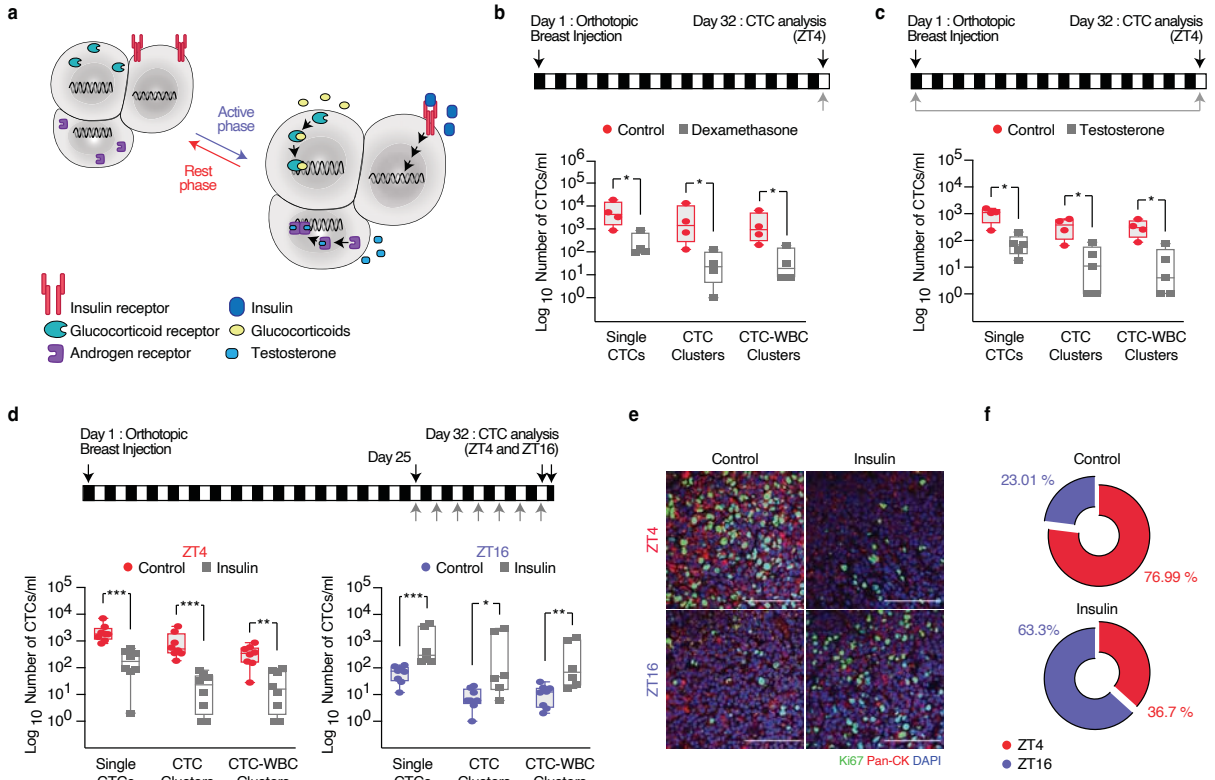 a
Active
phase
Rest
phase
Insulin receptor
Glucocorticoid receptor
Androgen receptor
Insulin
Glucocorticoids
Testosterone
b
Day 1 : Orthotopic
Breast Injection
Day 32 : CTC analysis
(ZT4)
Control
Dexamethasone
Log 10 Number of CTCs/ml
10^6
10^5
10^4
10^3
10^2
10^1
10^0
*
*
*
Single
CTCs
CTC
Clusters
CTC-WBC
Clusters
c
Day 1 : Orthotopic
Breast Injection
Day 32 : CTC analysis
(ZT4)
Control
Testosterone
Log 10 Number of CTCs/ml
10^5
10^4
10^3
10^2
10^1
10^0
*
*
*
Single
CTCs
CTC
Clusters
CTC-WBC
Clusters
d
Day 1 : Orthotopic
Breast Injection
Day 25
Day 32 : CTC analysis
(ZT4 and ZT16)
ZT4
Control
Insulin
Log 10 Number of CTCs/ml
10^5
10^4
10^3
10^2
10^1
10^0
***
***
**
Single
CTCs
CTC
Clusters
CTC-WBC
Clusters
ZT16
Control
Insulin
Log 10 Number of CTCs/ml
10^5
10^4
10^3
10^2
10^1
10^0
***
*
**
Single
CTCs
CTC
Clusters
CTC-WBC
Clusters
e
Control
Insulin
ZT4
ZT16
Ki67 Pan-CK DAPI
f
Control
23.01 %
76.99 %
Insulin
63.3%
36.7 %
ZT4
ZT16